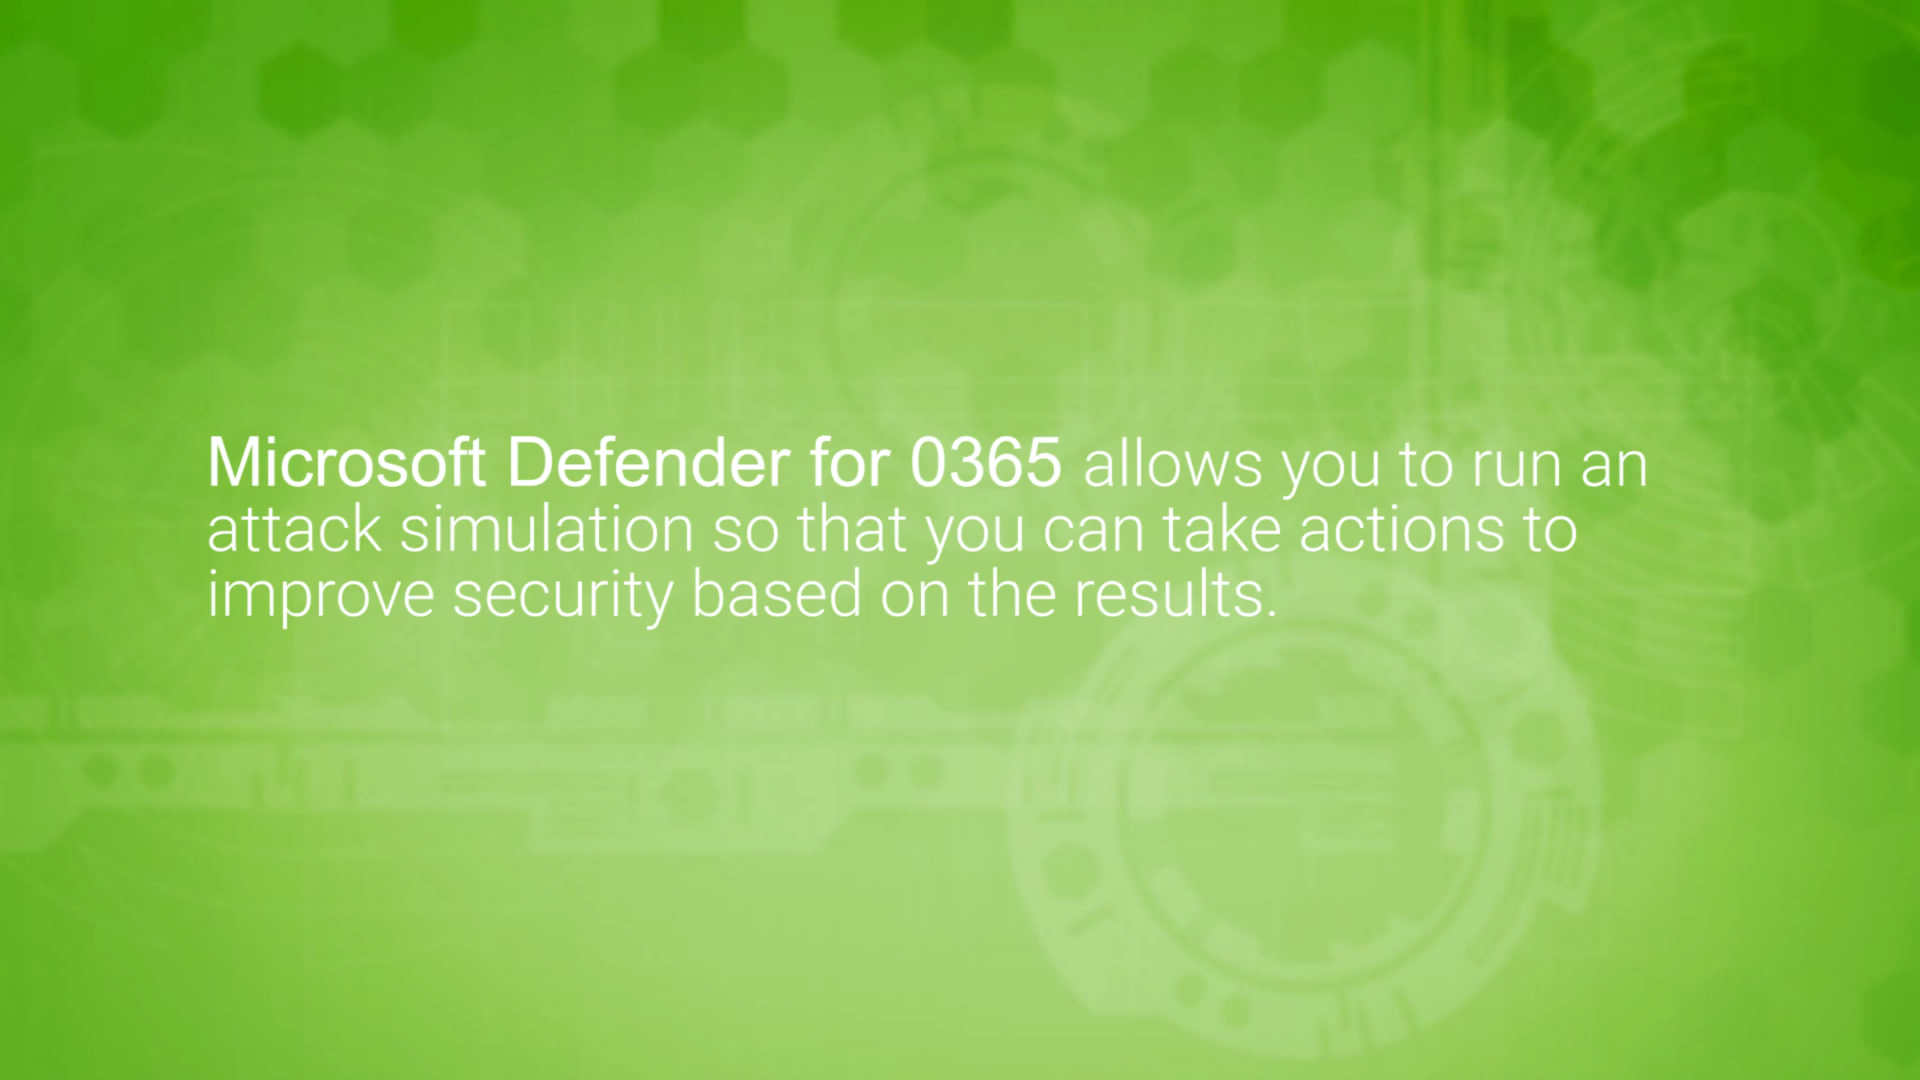 Microsoft Defender for 0365 allows you to run an
attack simulation so that you can take actions to
improve security based on the results.